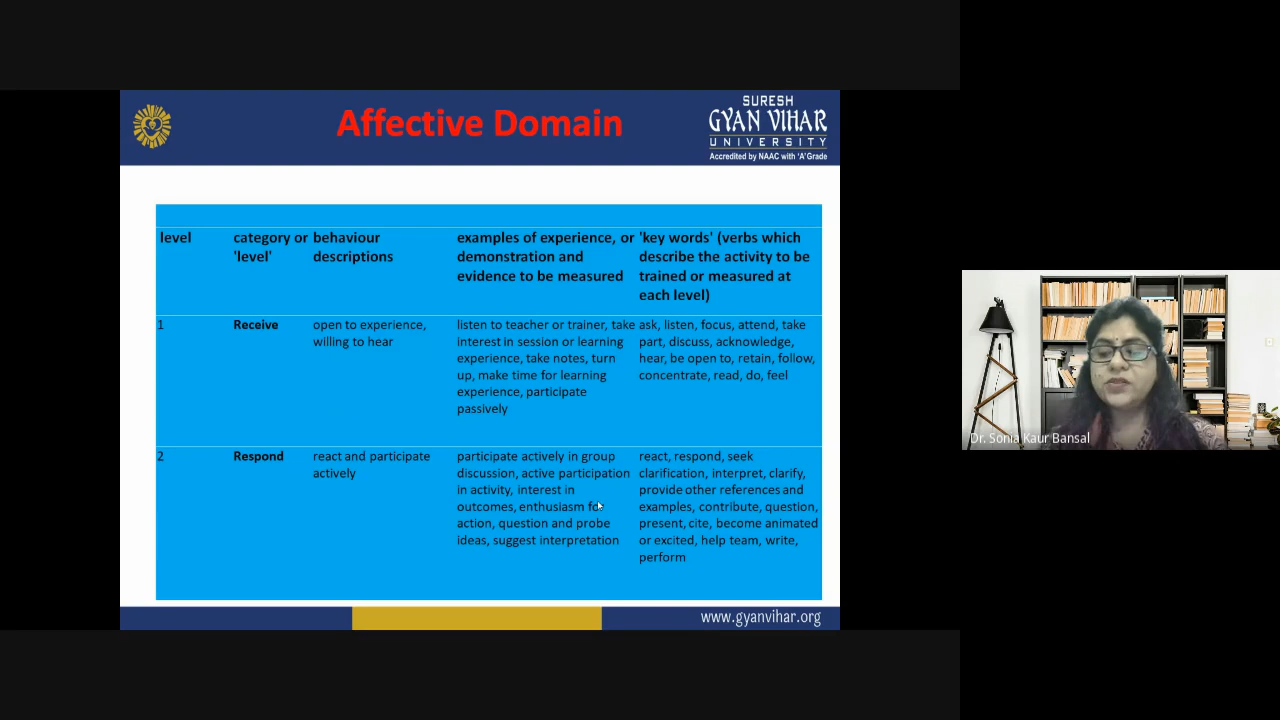 Affective Domain
SURESH
GYAN VIHAR
UNIVERSITY
Accredited by NAAC with 'A' Grade
level
category or
'level'
behaviour
descriptions
examples of experience, or
demonstration and
evidence to be measured
'key words' (verbs which
describe the activity to be
trained or measured at
each level)
1
Receive
open to experience,
willing to hear
listen to teacher or trainer, take
interest in session or learning
experience, take notes, turn
up, make time for learning
experience, participate
passively
ask, listen, focus, attend, take
part, discuss, acknowledge,
hear, be open to, retain, follow,
concentrate, read, do, feel
2
Respond
react and participate
actively
participate actively in group
discussion, active participation
in activity, interest in
outcomes, enthusiasm for
action, question and probe
ideas, suggest interpretation
react, respond, seek
clarification, interpret, clarify,
provide other references and
examples, contribute, question,
present, cite, become animated
or excited, help team, write,
perform
www.gyanvihar.org
Dr. Sonia Kaur Bansal